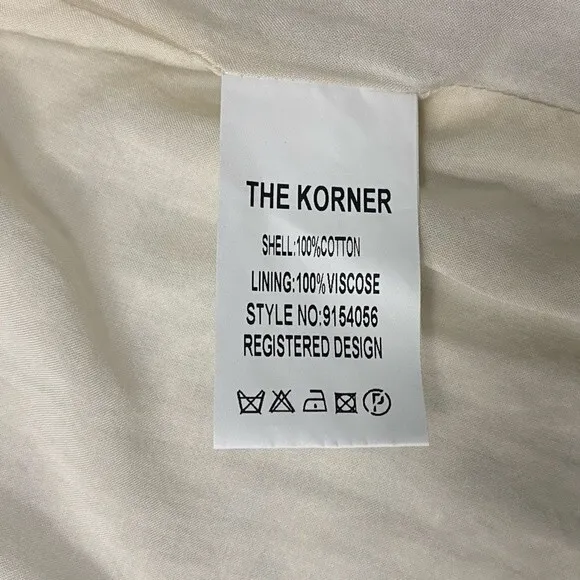 THE KORNER
SHELL:100%COTTON
LINING:100%VISCOSE
STYLE NO:9154056
REGISTERED DESIGN
P